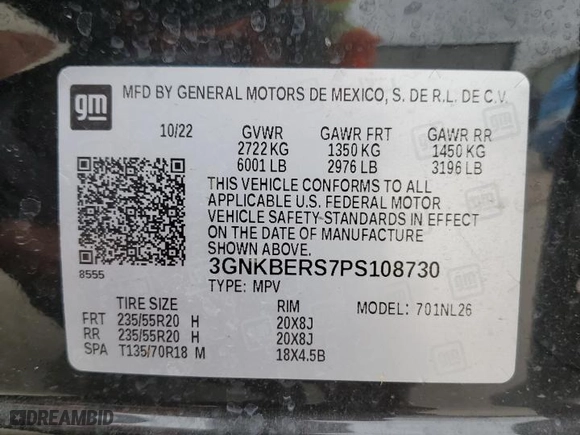 gm MFD BY GENERAL MOTORS DE MEXICO, S. DE R.L. DE C.V.
10/22 GVWR GAWR FRT GAWR RR
2722 KG 1350 KG 1450 KG
6001 LB 2976 LB 3196 LB
THIS VEHICLE CONFORMS TO ALL
APPLICABLE U.S. FEDERAL MOTOR
VEHICLE SAFETY STANDARDS IN EFFECT
ON THE DATE OF MANUFACTURE
SHOWN ABOVE.
8555 3GNKBERS7PS108730
TYPE: MPV
TIRE SIZE RIM MODEL: 701NL26
FRT 235/55R20 H 20X8J
RR 235/55R20 H 20X8J
SPA T135/70R18 M 18X4.5B
DREAMBID